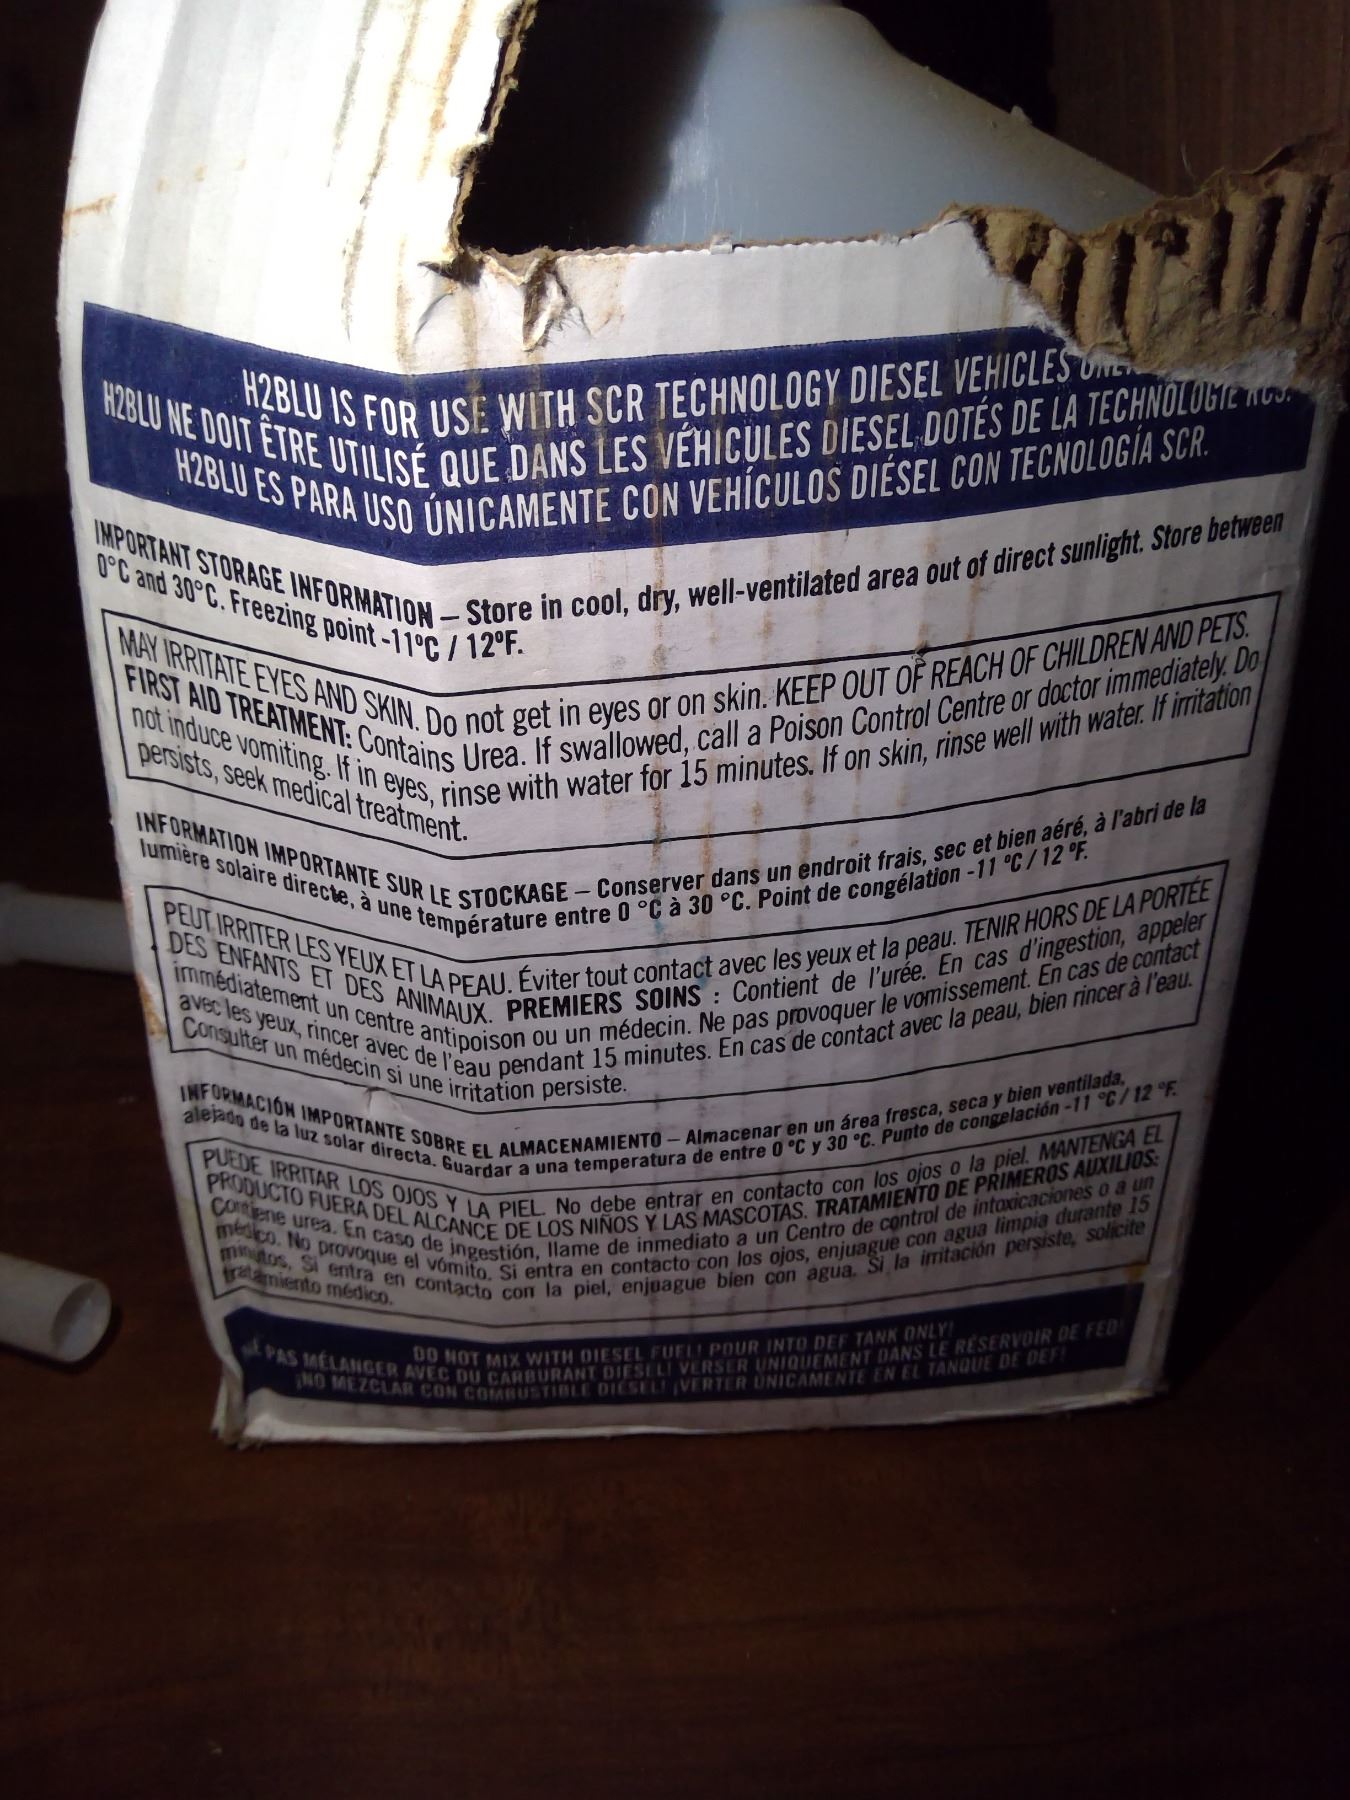 H2BLU IS FOR USE WITH SCR TECHNOLOGY DIESEL VEHICLES
H2BLU NE DOIT ÊTRE UTILISÉ QUE DANS LES VÉHICULES DIESEL DOTÉS DE LA TECHNOLOGIE RCS.
H2BLU ES PARA USO ÚNICAMENTE CON VEHÍCULOS DIÉSEL CON TECNOLOGÍA SCR.
IMPORTANT STORAGE INFORMATION – Store in cool, dry, well-ventilated area out of direct sunlight. Store between
0°C and 30°C. Freezing point -11°C / 12°F.
MAY IRRITATE EYES AND SKIN. Do not get in eyes or on skin. KEEP OUT OF REACH OF CHILDREN AND PETS.
FIRST AID TREATMENT: Contains Urea. If swallowed, call a Poison Control Centre or doctor immediately. Do
not induce vomiting. If in eyes, rinse with water for 15 minutes. If on skin, rinse well with water. If irritation
persists, seek medical treatment.
INFORMATION IMPORTANTE SUR LE STOCKAGE – Conserver dans un endroit frais, sec et bien aéré, à l'abri de la
lumière solaire directe, à une température entre 0 °C à 30 °C. Point de congélation -11 °C / 12 °F.
PEUT IRRITER LES YEUX ET LA PEAU. Éviter tout contact avec les yeux et la peau. TENIR HORS DE LA PORTÉE
DES ENFANTS ET DES ANIMAUX. PREMIERS SOINS : Contient de l'urée. En cas d'ingestion, appeler
immédiatement un centre antipoison ou un médecin. Ne pas provoquer le vomissement. En cas de contact
avec les yeux, rincer avec de l'eau pendant 15 minutes. En cas de contact avec la peau, bien rincer à l'eau.
Consulter un médecin si une irritation persiste.
INFORMACIÓN IMPORTANTE SOBRE EL ALMACENAMIENTO – Almacenar en un área fresca, seca y bien ventilada,
alejado de la luz solar directa. Guardar a una temperatura de entre 0 °C y 30 °C. Punto de congelación -11 °C / 12 °F.
PUEDE IRRITAR LOS OJOS Y LA PIEL. No debe entrar en contacto con los ojos o la piel. MANTENGA EL
PRODUCTO FUERA DEL ALCANCE DE LOS NIÑOS Y LAS MASCOTAS. TRATAMIENTO DE PRIMEROS AUXILIOS:
Contiene urea. En caso de ingestión, llame de inmediato a un Centro de control de intoxicaciones o a un
médico. No provoque el vómito. Si entra en contacto con los ojos, enjuague con agua limpia durante 15
minutos. Si entra en contacto con la piel, enjuague bien con agua. Si la irritación persiste, solicite
tratamiento médico.
DO NOT MIX WITH DIESEL FUEL! POUR INTO DEF TANK ONLY!
NE PAS MÉLANGER AVEC DU CARBURANT DIESEL! VERSER UNIQUEMENT DANS LE RÉSERVOIR DE FED!
¡NO MEZCLAR CON COMBUSTIBLE DIESEL! ¡VERTER ÚNICAMENTE EN EL TANQUE DE DEF!